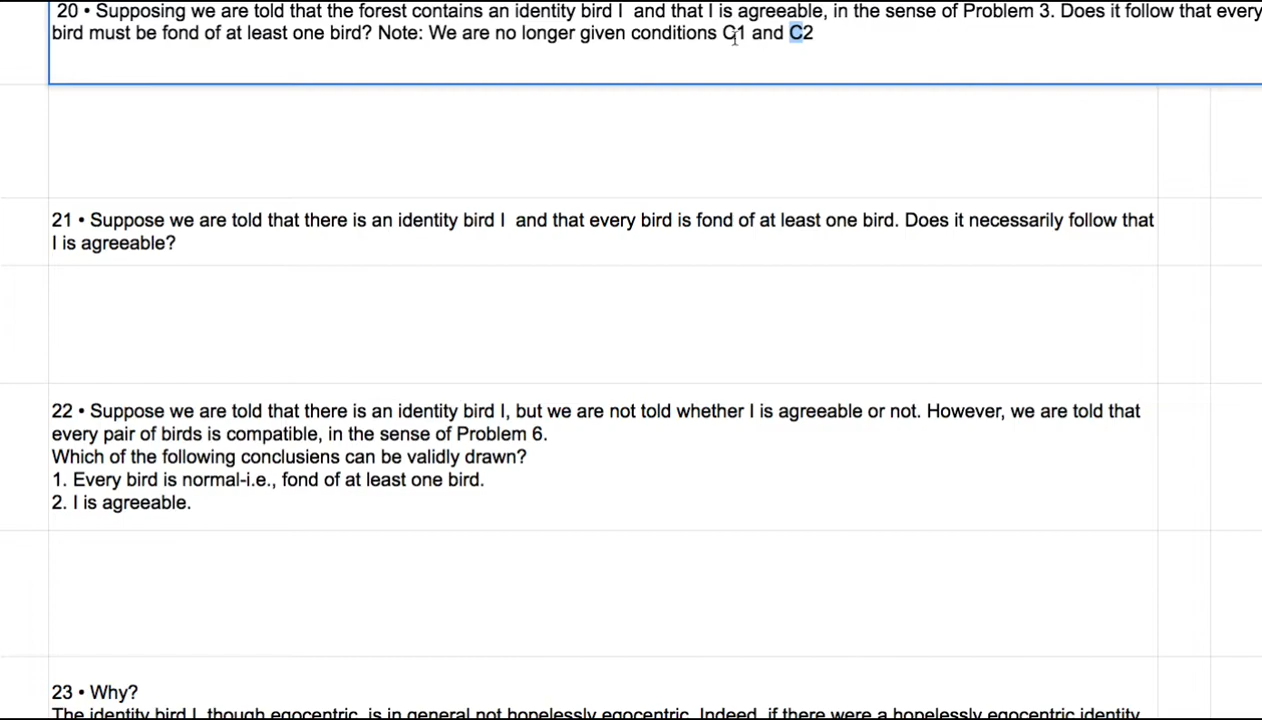 20 • Supposing we are told that the forest contains an identity bird I and that I is agreeable, in the sense of Problem 3. Does it follow that every
bird must be fond of at least one bird? Note: We are no longer given conditions C1 and C2
21 • Suppose we are told that there is an identity bird I and that every bird is fond of at least one bird. Does it necessarily follow that
I is agreeable?
22 • Suppose we are told that there is an identity bird I, but we are not told whether I is agreeable or not. However, we are told that
every pair of birds is compatible, in the sense of Problem 6.
Which of the following conclusiens can be validly drawn?
1. Every bird is normal-i.e., fond of at least one bird.
2. I is agreeable.
23 • Why?
The identity bird I, though egocentric, is in general not hopelessly egocentric. Indeed, if there were a hopelessly egocentric identity